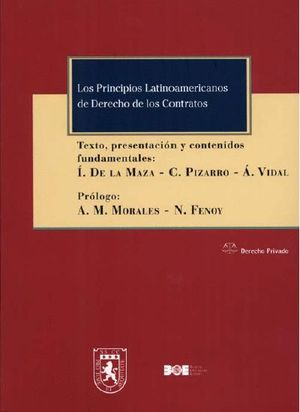 Los Principios Latinoamericanos
de Derecho de los Contratos
Texto, presentación y contenidos
fundamentales:
Í. DE LA MAZA - C. PIZARRO - Á. VIDAL
Prólogo:
A. M. MORALES - N. FENOY
Derecho Privado
BOE